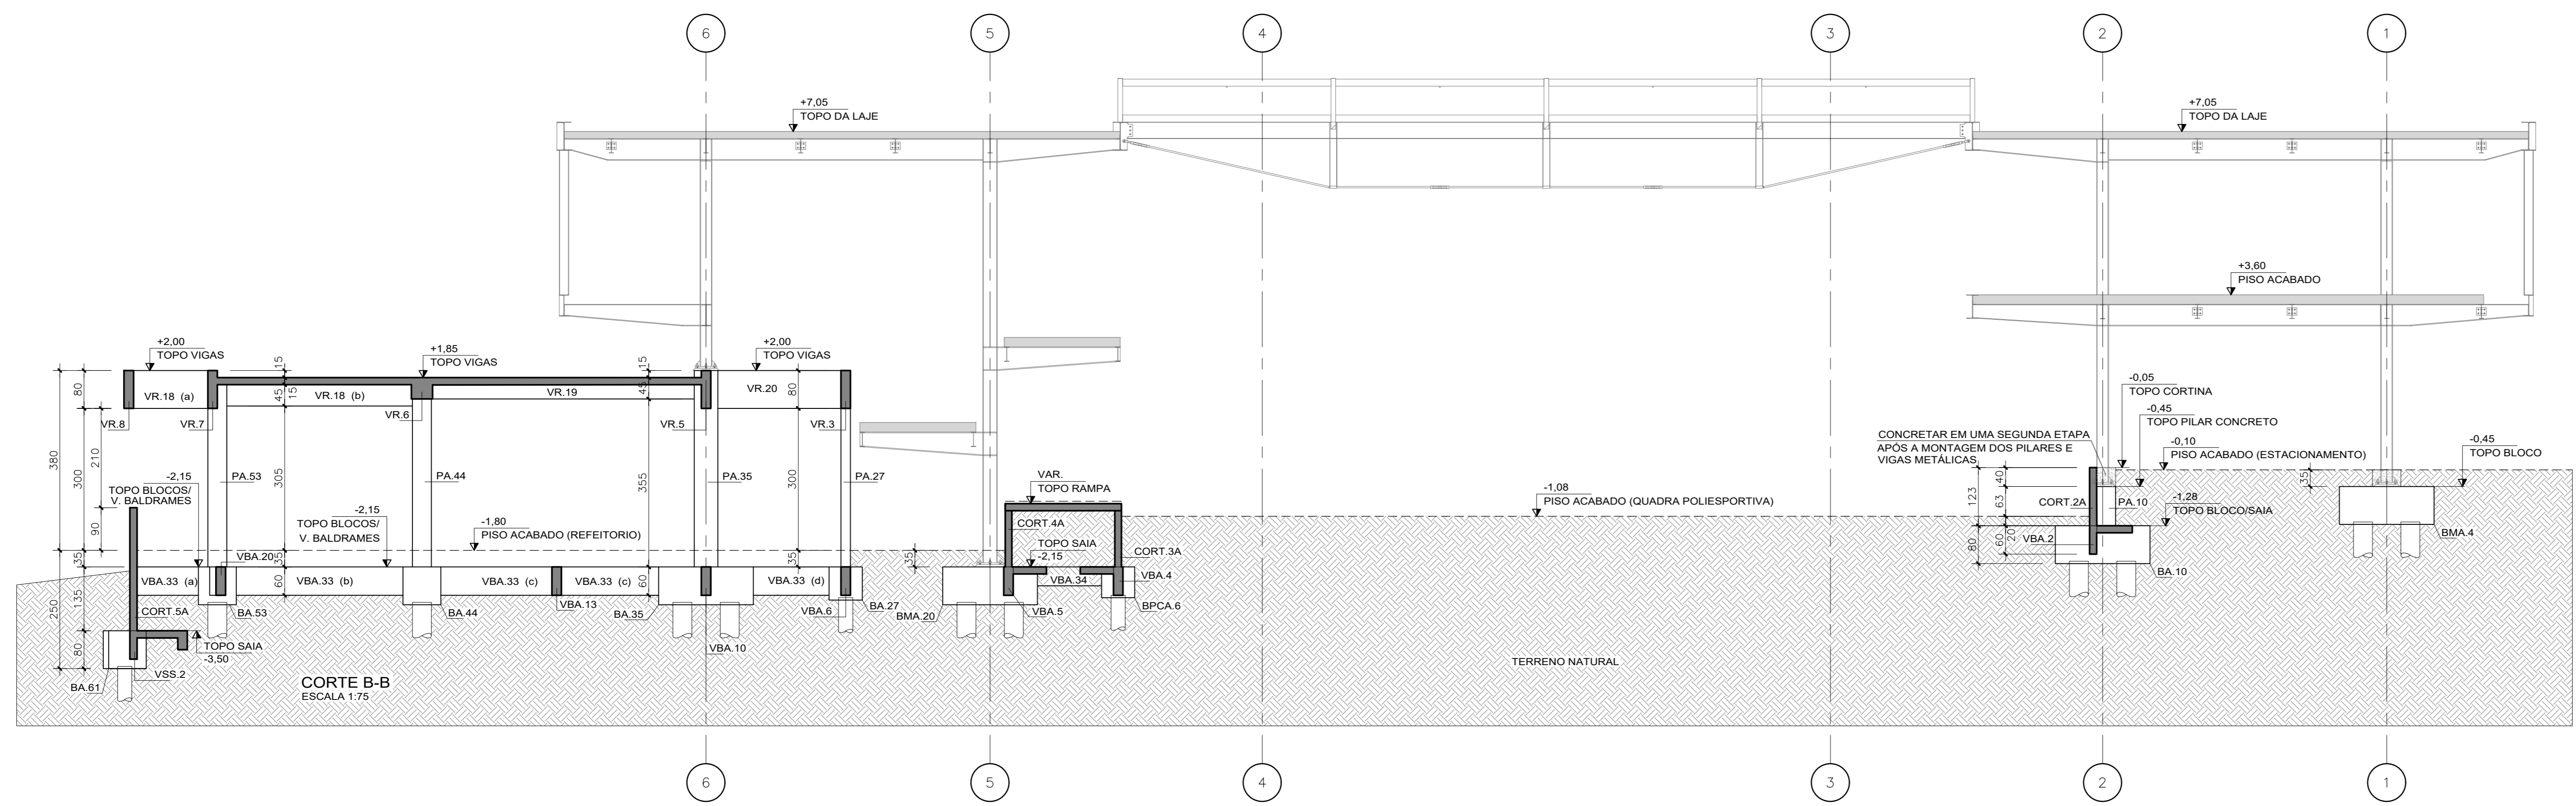 6
5
4
3
2
1
+7,05
TOPO DA LAJE
+7,05
TOPO DA LAJE
+3,60
PISO ACABADO
+2,00
TOPO VIGAS
+1,85
TOPO VIGAS
+2,00
TOPO VIGAS
15
15
80
45
15
45
80
VR.18 (a)
VR.18 (b)
VR.19
VR.20
VR.8
VR.7
VR.6
VR.5
VR.3
380
300
210
90
305
355
300
-2,15
TOPO BLOCOS/
V. BALDRAMES
PA.53
PA.44
PA.35
PA.27
-2,15
TOPO BLOCOS/
V. BALDRAMES
-1,80
PISO ACABADO (REFEITORIO)
VAR.
TOPO RAMPA
CORT.4A
TOPO SAIA
-2,15
CORT.3A
-1,08
PISO ACABADO (QUADRA POLIESPORTIVA)
CONCRETAR EM UMA SEGUNDA ETAPA
APÓS A MONTAGEM DOS PILARES E
VIGAS METÁLICAS
-0,05
TOPO CORTINA
-0,45
TOPO PILAR CONCRETO
-0,10
PISO ACABADO (ESTACIONAMENTO)
-0,45
TOPO BLOCO
-1,28
TOPO BLOCO/SAIA
123
40
63
80
60
20
35
CORT.2A
PA.10
VBA.2
BA.10
BMA.4
35
35
35
35
VBA.20
VBA.33 (a)
VBA.33 (b)
VBA.33 (c)
VBA.33 (c)
VBA.33 (d)
60
60
250
135
80
CORT.5A
BA.53
BA.44
VBA.13
BA.35
VBA.6
BA.27
BMA.20
VBA.5
VBA.34
VBA.4
BPCA.6
VBA.10
TOPO SAIA
-3,50
VSS.2
BA.61
TERRENO NATURAL
CORTE B-B
ESCALA 1:75
6
5
4
3
2
1